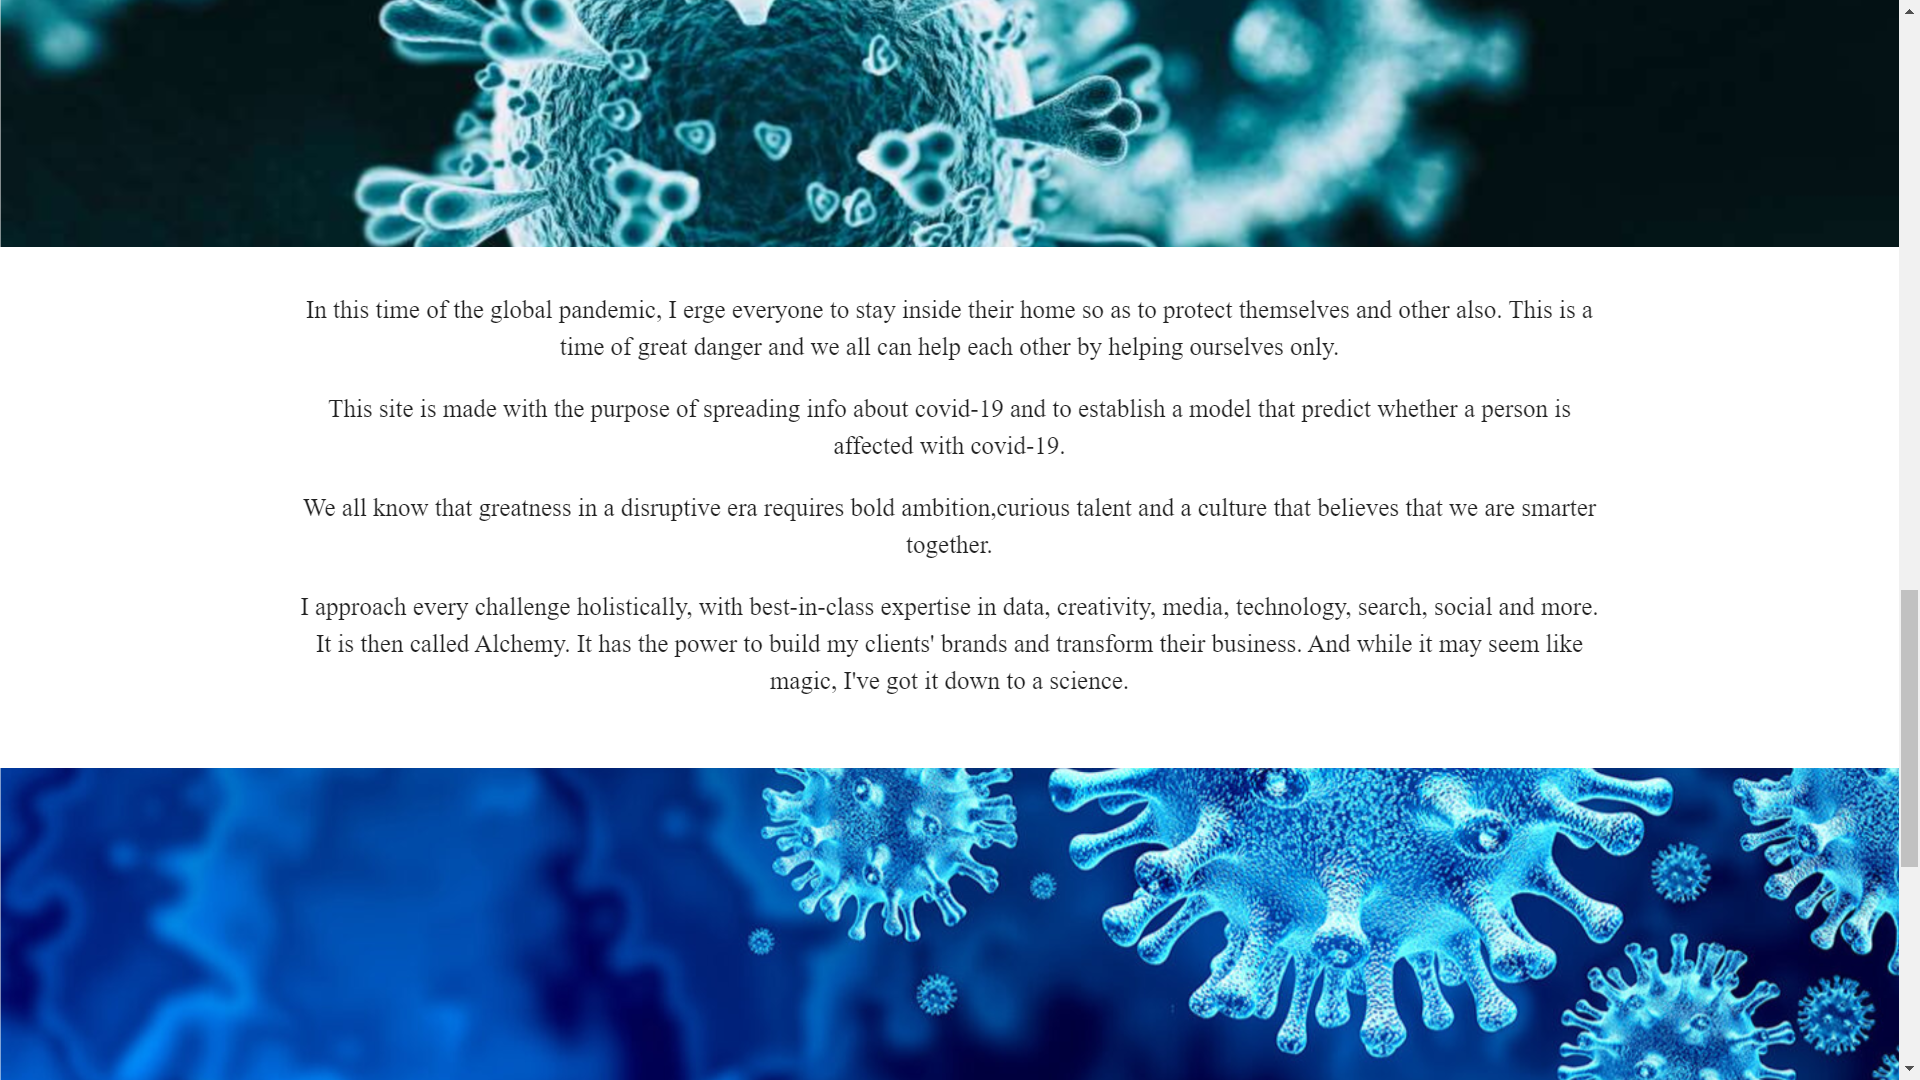 In this time of the global pandemic, I erge everyone to stay inside their home so as to protect themselves and other also. This is a
time of great danger and we all can help each other by helping ourselves only.
This site is made with the purpose of spreading info about covid-19 and to establish a model that predict whether a person is
affected with covid-19.
We all know that greatness in a disruptive era requires bold ambition,curious talent and a culture that believes that we are smarter
together.
I approach every challenge holistically, with best-in-class expertise in data, creativity, media, technology, search, social and more.
It is then called Alchemy. It has the power to build my clients' brands and transform their business. And while it may seem like
magic, I've got it down to a science.